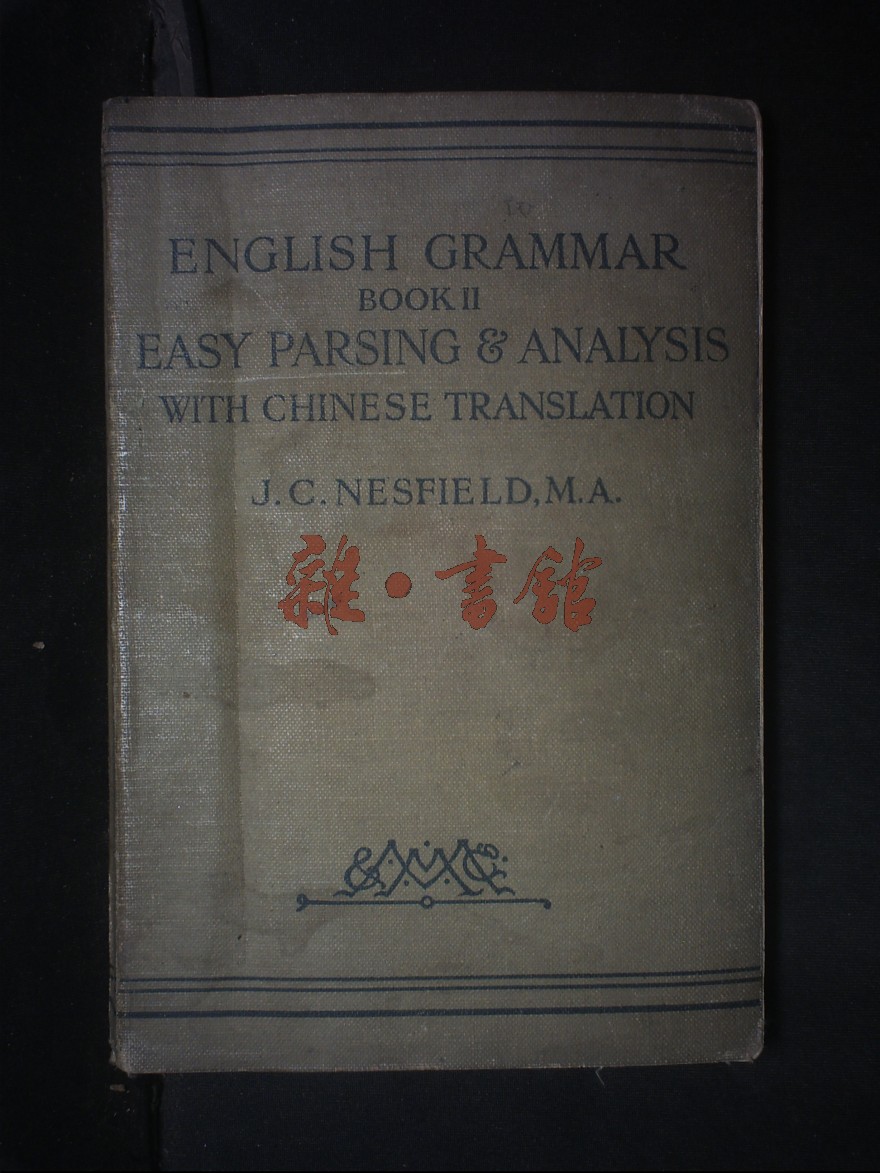 ENGLISH GRAMMAR
BOOK II
EASY PARSING & ANALYSIS
WITH CHINESE TRANSLATION
J. C. NESFIELD, M.A.
雜·書館